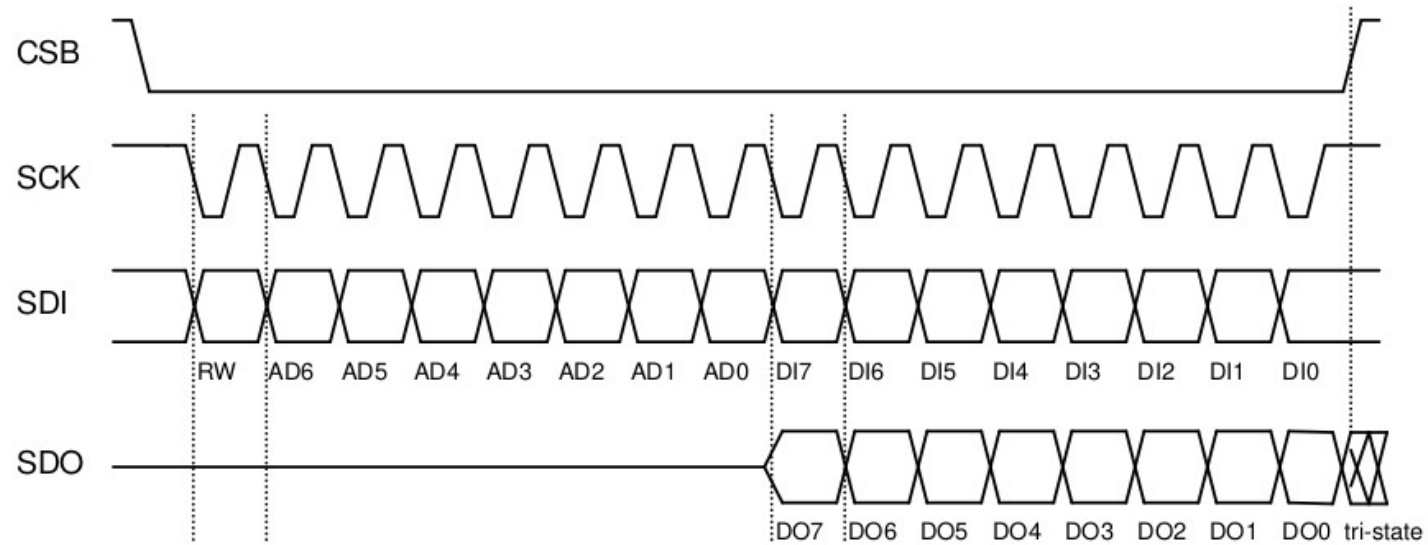 CSB
SCK
SDI
RW AD6 AD5 AD4 AD3 AD2 AD1 AD0 DI7 DI6 DI5 DI4 DI3 DI2 DI1 DI0
SDO
DO7 DO6 DO5 DO4 DO3 DO2 DO1 DO0 tri-state